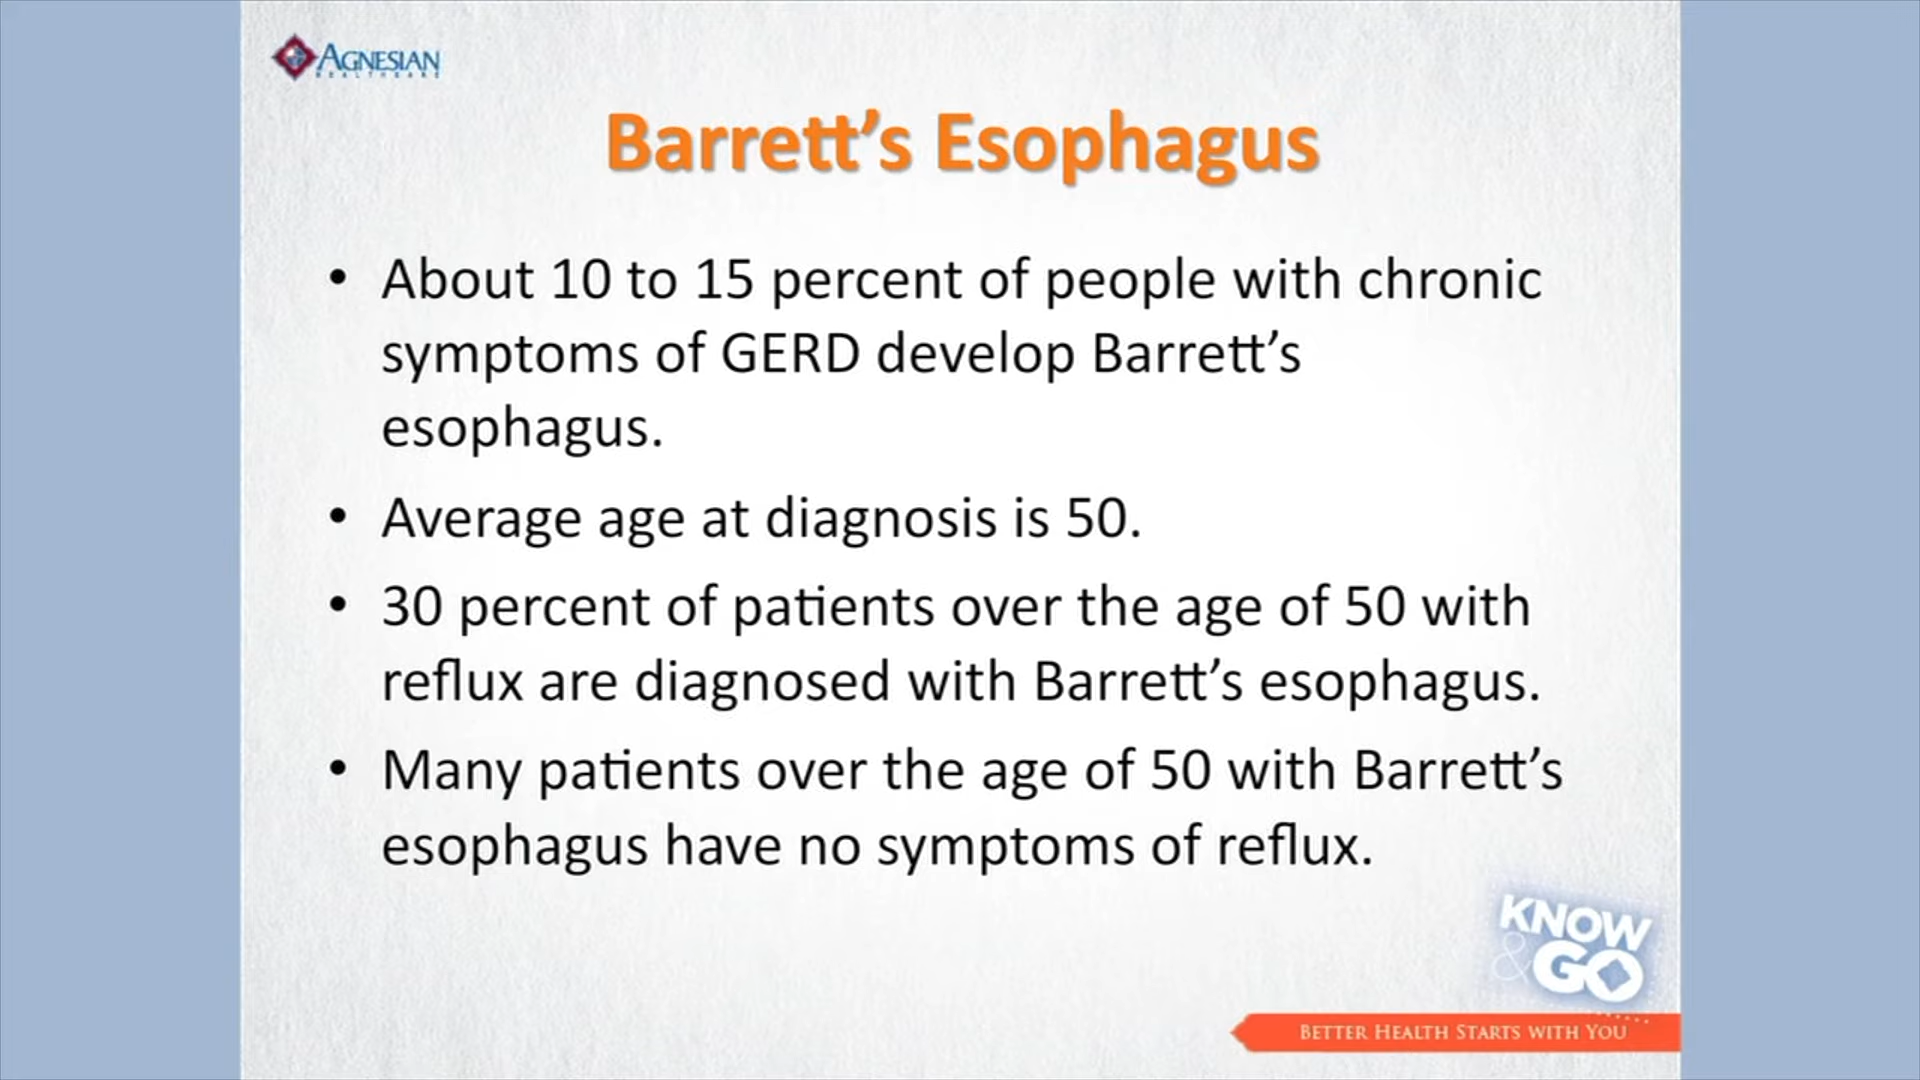 AGNESIAN
HEALTHCARE
Barrett’s Esophagus
• About 10 to 15 percent of people with chronic
symptoms of GERD develop Barrett’s
esophagus.
• Average age at diagnosis is 50.
• 30 percent of patients over the age of 50 with
reflux are diagnosed with Barrett’s esophagus.
• Many patients over the age of 50 with Barrett’s
esophagus have no symptoms of reflux.
KNOW
& GO
BETTER HEALTH STARTS WITH YOU